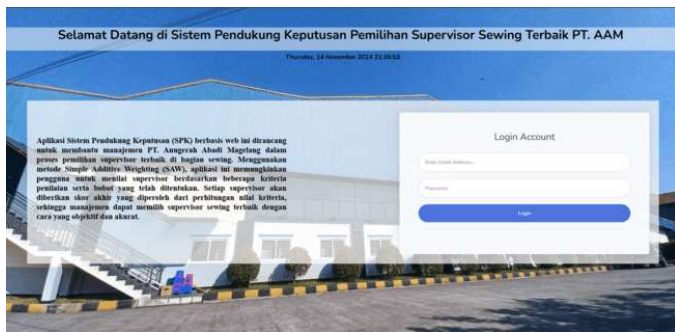 Selamat Datang di Sistem Pendukung Keputusan Pemilihan Supervisor Sewing Terbaik PT. AAM
Thursday, 14 November 2024
Aplikasi Sistem Pendukung Keputusan (SPK) berbasis web ini dirancang
untuk membantu manajemen PT. Anugerah Abadi Magelang dalam
proses pemilihan supervisor terbaik di bagian sewing. Menggunakan
metode Simple Additive Weighting (SAW), aplikasi ini memungkinkan
pengguna untuk menilai supervisor berdasarkan beberapa kriteria
penilaian serta bobot yang telah ditentukan. Setiap supervisor akan
diberikan skor akhir yang diperoleh dari perhitungan nilai kriteria,
sehingga manajemen dapat memilih supervisor sewing terbaik dengan
cara yang objektif dan akurat.
Login Account
Enter Email Address...
Password
Login